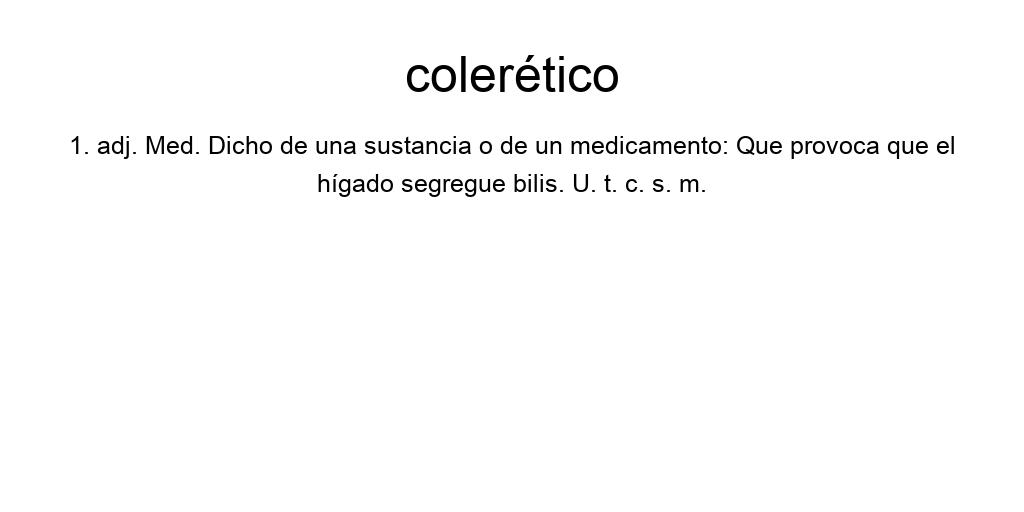 colerético
1. adj. Med. Dicho de una sustancia o de un medicamento: Que provoca que el
hígado segregue bilis. U. t. c. s. m.